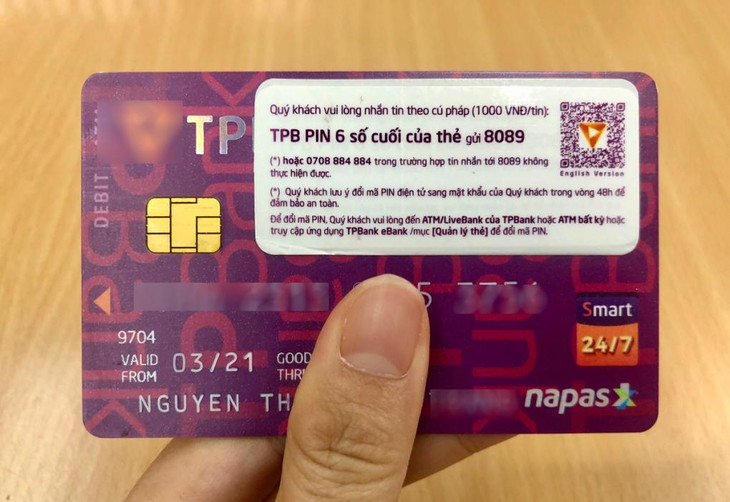 Quý khách vui lòng nhắn tin theo cú pháp (1000 VNĐ/tin):
TPB PIN 6 số cuối của thẻ gửi 8089
(*) hoặc 0708 884 884 trong trường hợp tin nhắn tới 8089 không
thực hiện được.
(*) Quý khách lưu ý đổi mã PIN điện tử sang mật khẩu của Quý khách trong vòng 48h để
đảm bảo an toàn.
Để đổi mã PIN, Quý khách vui lòng đến ATM/LiveBank của TPBank hoặc ATM bất kỳ hoặc
truy cập ứng dụng TPBank eBank /mục [Quản lý thẻ] để đổi mã PIN.
English Version
TP
DEBIT
Smart
24/7
9704
VALID
FROM
03/21
GOOD
THRU
NGUYEN TH
napas